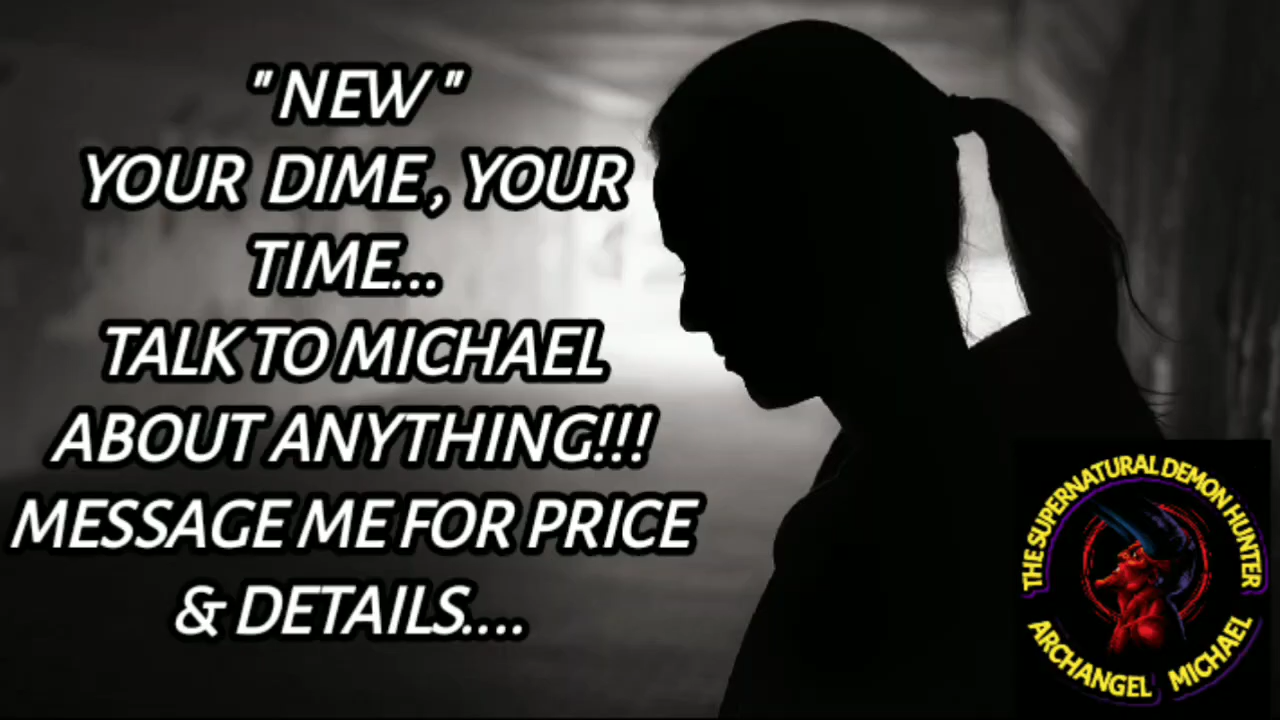 " NEW "
YOUR DIME, YOUR
TIME...
TALK TO MICHAEL
ABOUT ANYTHING!!!
MESSAGE ME FOR PRICE
& DETAILS....
THE SUPERNATURAL DEMON HUNTER
ARCHANGEL MICHAEL